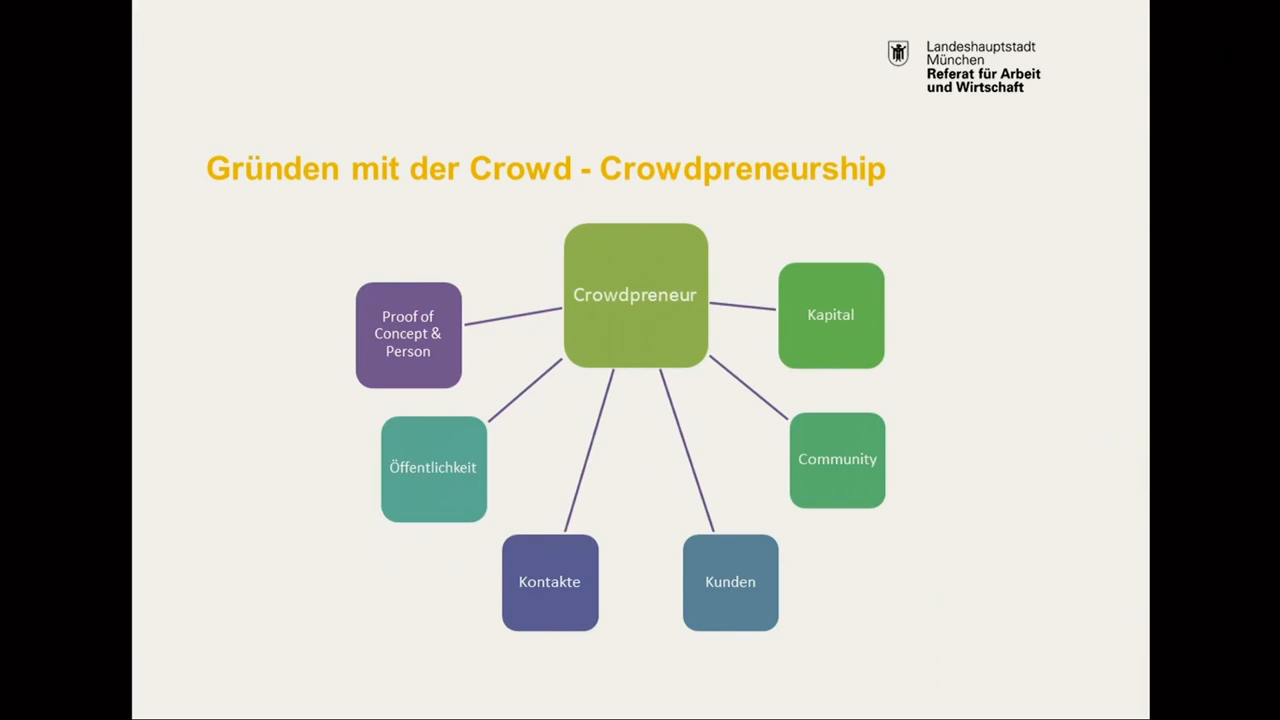 Landeshauptstadt
München
Referat für Arbeit
und Wirtschaft
Gründen mit der Crowd - Crowdpreneurship
Crowdpreneur
Kapital
Proof of
Concept &
Person
Community
Öffentlichkeit
Kontakte
Kunden